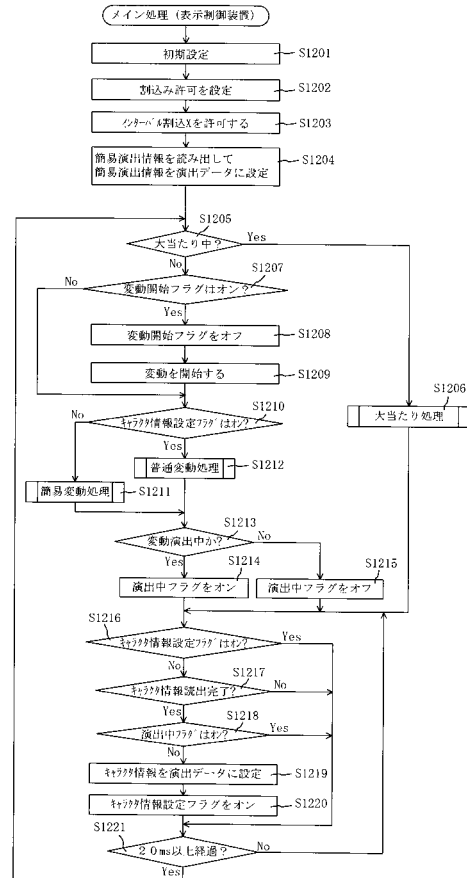 メイン処理（表示制御装置）
初期設定
S1201
割込み許可を設定
S1202
インターバル割込Xを許可する
S1203
簡易演出情報を読み出して
簡易演出情報を演出データに設定
S1204
S1205
大当たり中?
Yes
No
S1207
変動開始フラグはオン?
No
Yes
変動開始フラグをオフ
S1208
変動を開始する
S1209
S1206
大当たり処理
S1210
キャラクタ情報設定フラグはオン?
No
Yes
普通変動処理
S1212
簡易変動処理
S1211
S1213
変動演出中か?
No
Yes
S1214
S1215
演出中フラグをオン
演出中フラグをオフ
S1216
キャラクタ情報設定フラグはオン?
Yes
No
S1217
キャラクタ情報読出完了?
No
Yes
S1218
演出中フラグはオン?
Yes
No
キャラクタ情報を演出データに設定
S1219
キャラクタ情報設定フラグをオン
S1220
S1221
20ms以上経過?
No
Yes